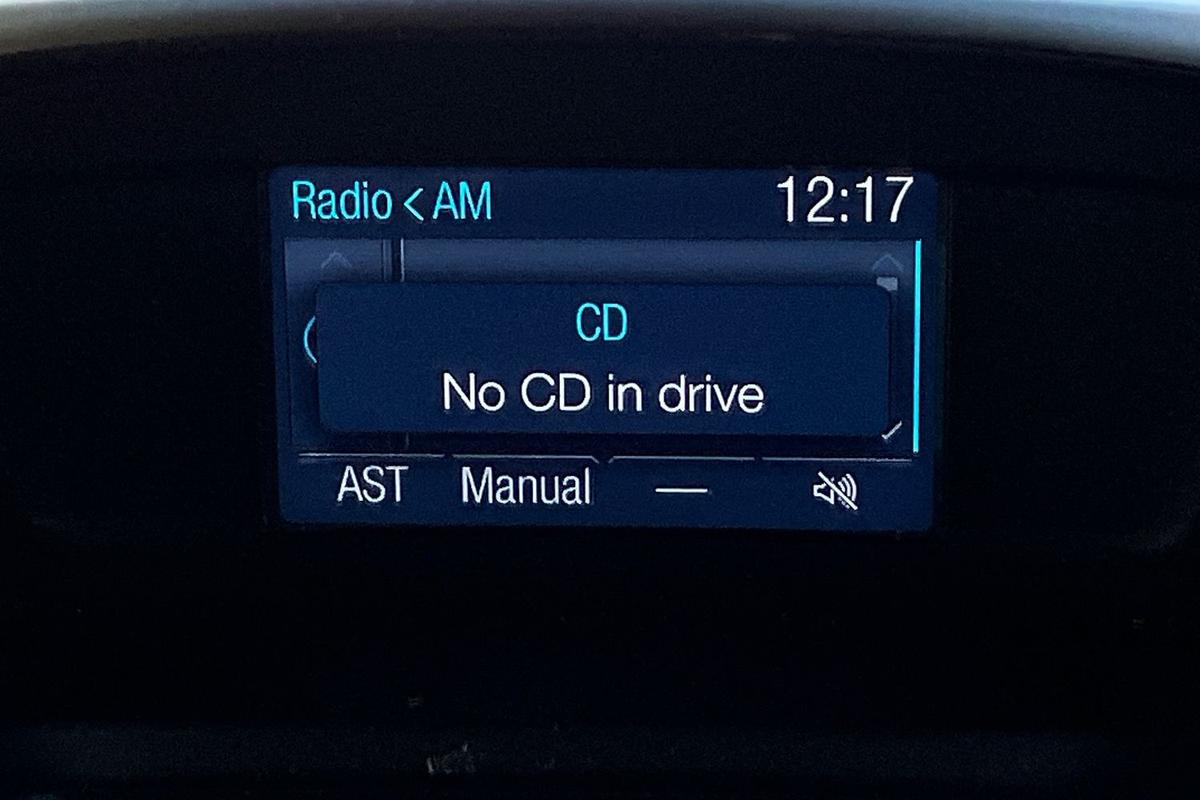 Radio < AM 12:17
CD
No CD in drive
AST Manual —